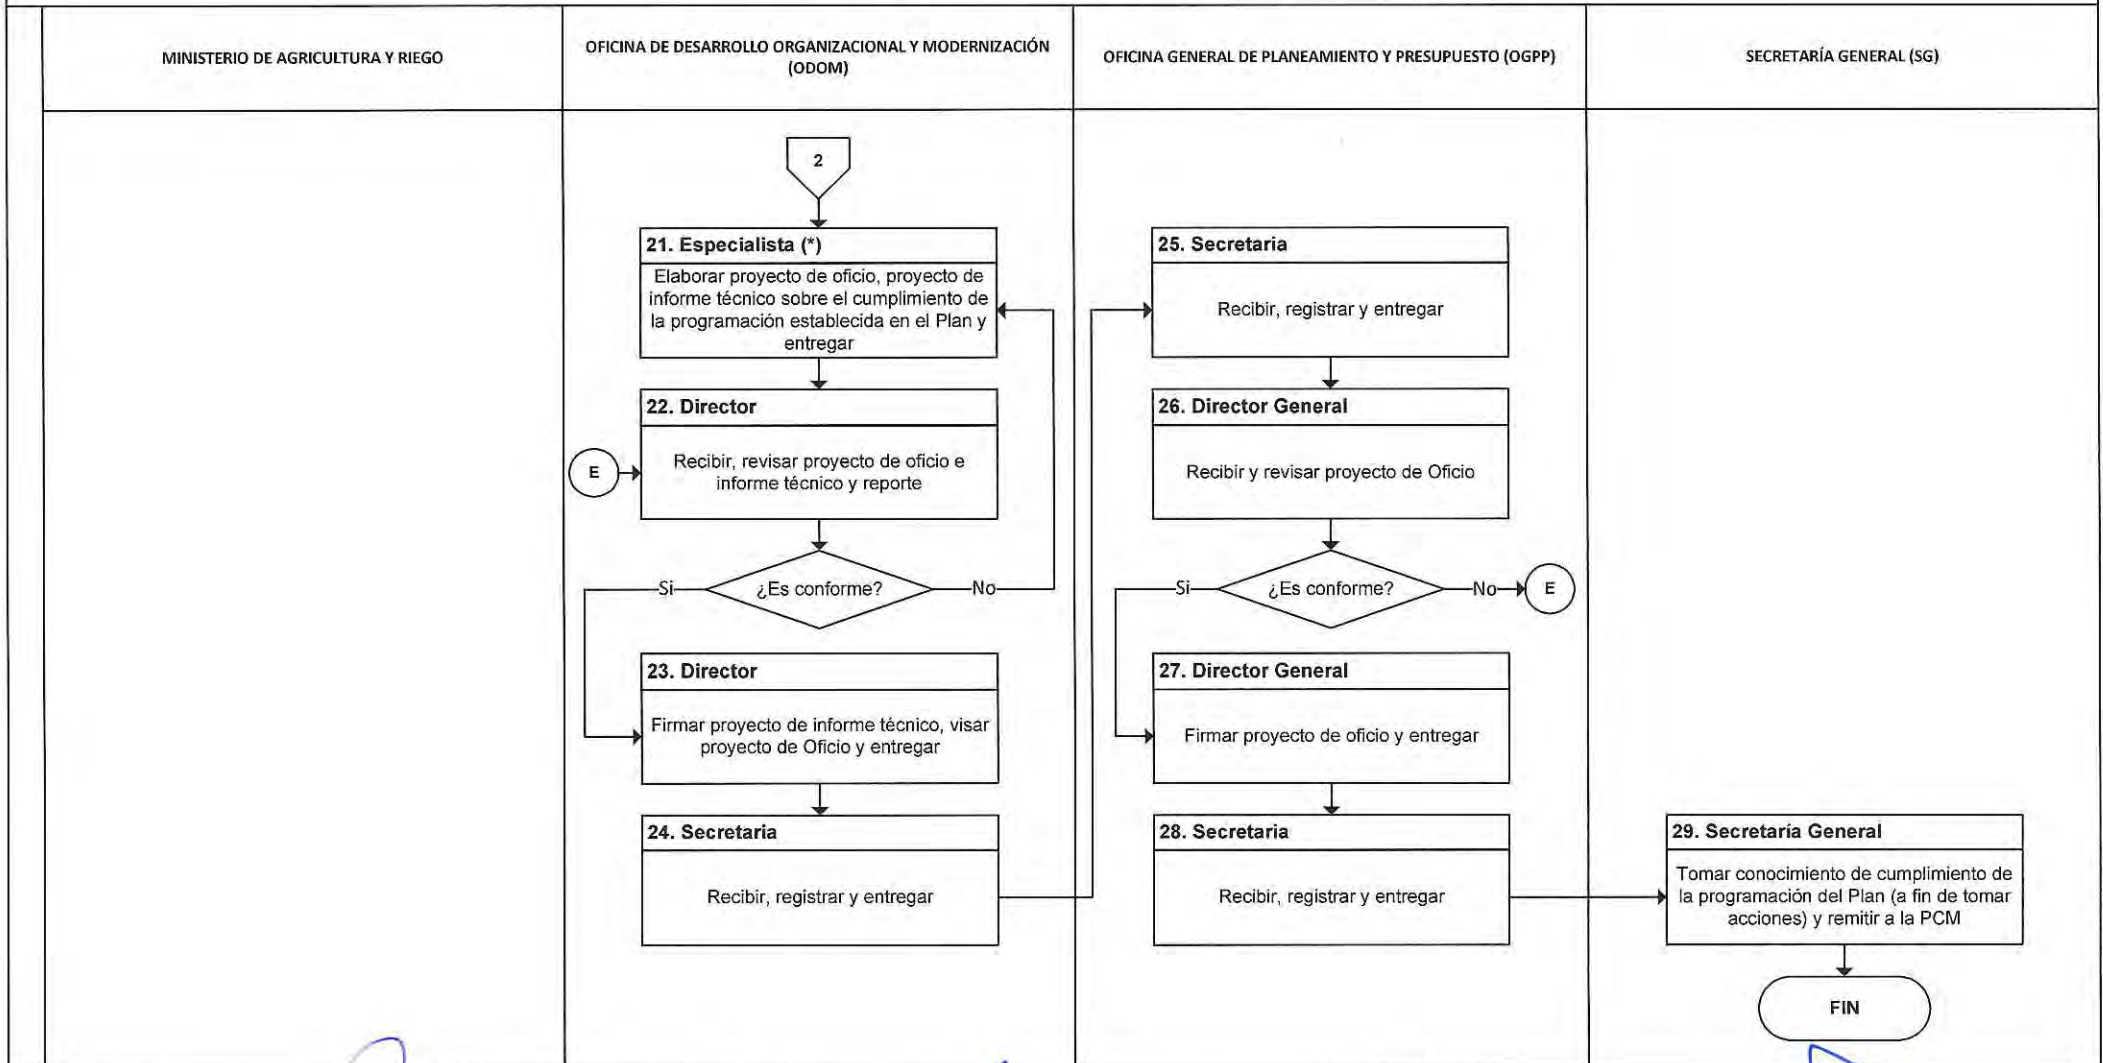 MINISTERIO DE AGRICULTURA Y RIEGO
OFICINA DE DESARROLLO ORGANIZACIONAL Y MODERNIZACIÓN
(ODOM)
OFICINA GENERAL DE PLANEAMIENTO Y PRESUPUESTO (OGPP)
SECRETARÍA GENERAL (SG)
2
21. Especialista (*)
Elaborar proyecto de oficio, proyecto de
informe técnico sobre el cumplimiento de
la programación establecida en el Plan y
entregar
22. Director
E
Recibir, revisar proyecto de oficio e
informe técnico y reporte
Si
¿Es conforme?
No
23. Director
Firmar proyecto de informe técnico, visar
proyecto de Oficio y entregar
24. Secretaria
Recibir, registrar y entregar
25. Secretaria
Recibir, registrar y entregar
26. Director General
Recibir y revisar proyecto de Oficio
Si
¿Es conforme?
No
E
27. Director General
Firmar proyecto de oficio y entregar
28. Secretaria
Recibir, registrar y entregar
29. Secretaría General
Tomar conocimiento de cumplimiento de
la programación del Plan (a fin de tomar
acciones) y remitir a la PCM
FIN